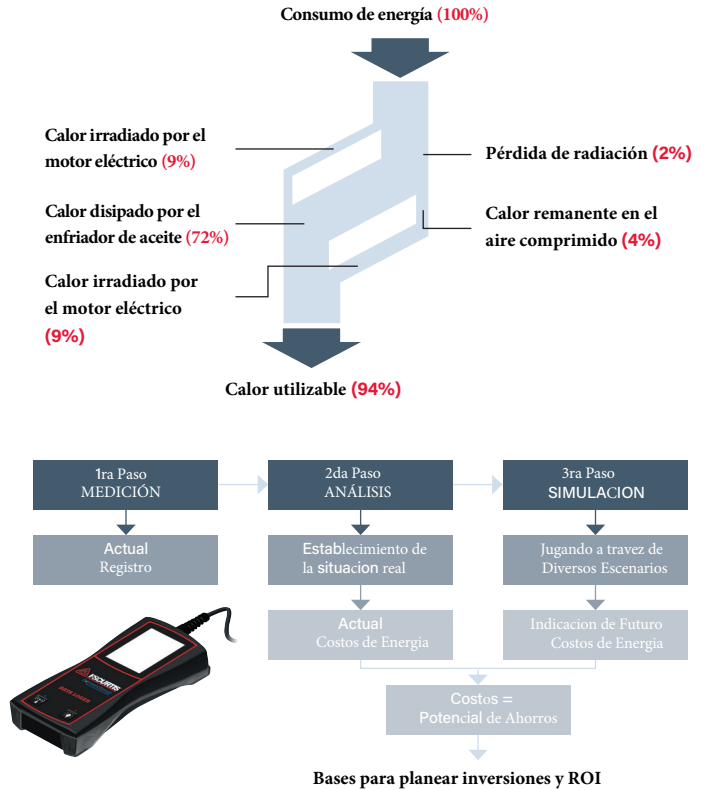 Consumo de energía (100%)
Calor irradiado por el
motor eléctrico (9%)
Pérdida de radiación (2%)
Calor disipado por el
enfriador de aceite (72%)
Calor remanente en el
aire comprimido (4%)
Calor irradiado por
el motor eléctrico
(9%)
Calor utilizable (94%)
1ra Paso
MEDICIÓN
2da Paso
ANÁLISIS
3ra Paso
SIMULACION
Actual
Registro
Establecimiento de
la situacion real
Jugando a travez de
Diversos Escenarios
Actual
Costos de Energia
Indicacion de Futuro
Costos de Energia
FSCURTIS
DATA LOGER
Costos =
Potencial de Ahorros
Bases para planear inversiones y ROI